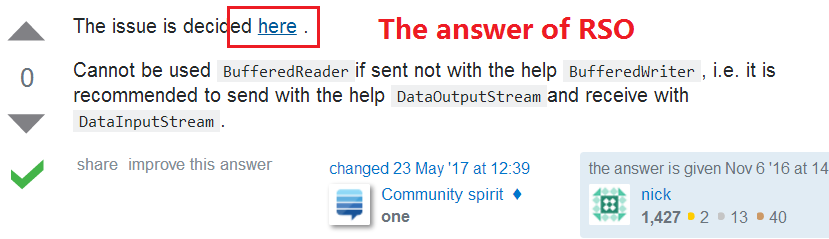 The issue is decided here .
The answer of RSO
0
Cannot be used BufferedReader if sent not with the help BufferedWriter , i.e. it is
recommended to send with the help DataOutputStream and receive with
DataInputStream .
share improve this answer
changed 23 May '17 at 12:39
Community spirit ♦
one
the answer is given Nov 6 '16 at 14
nick
1,427 ● 2 ● 13 ● 40